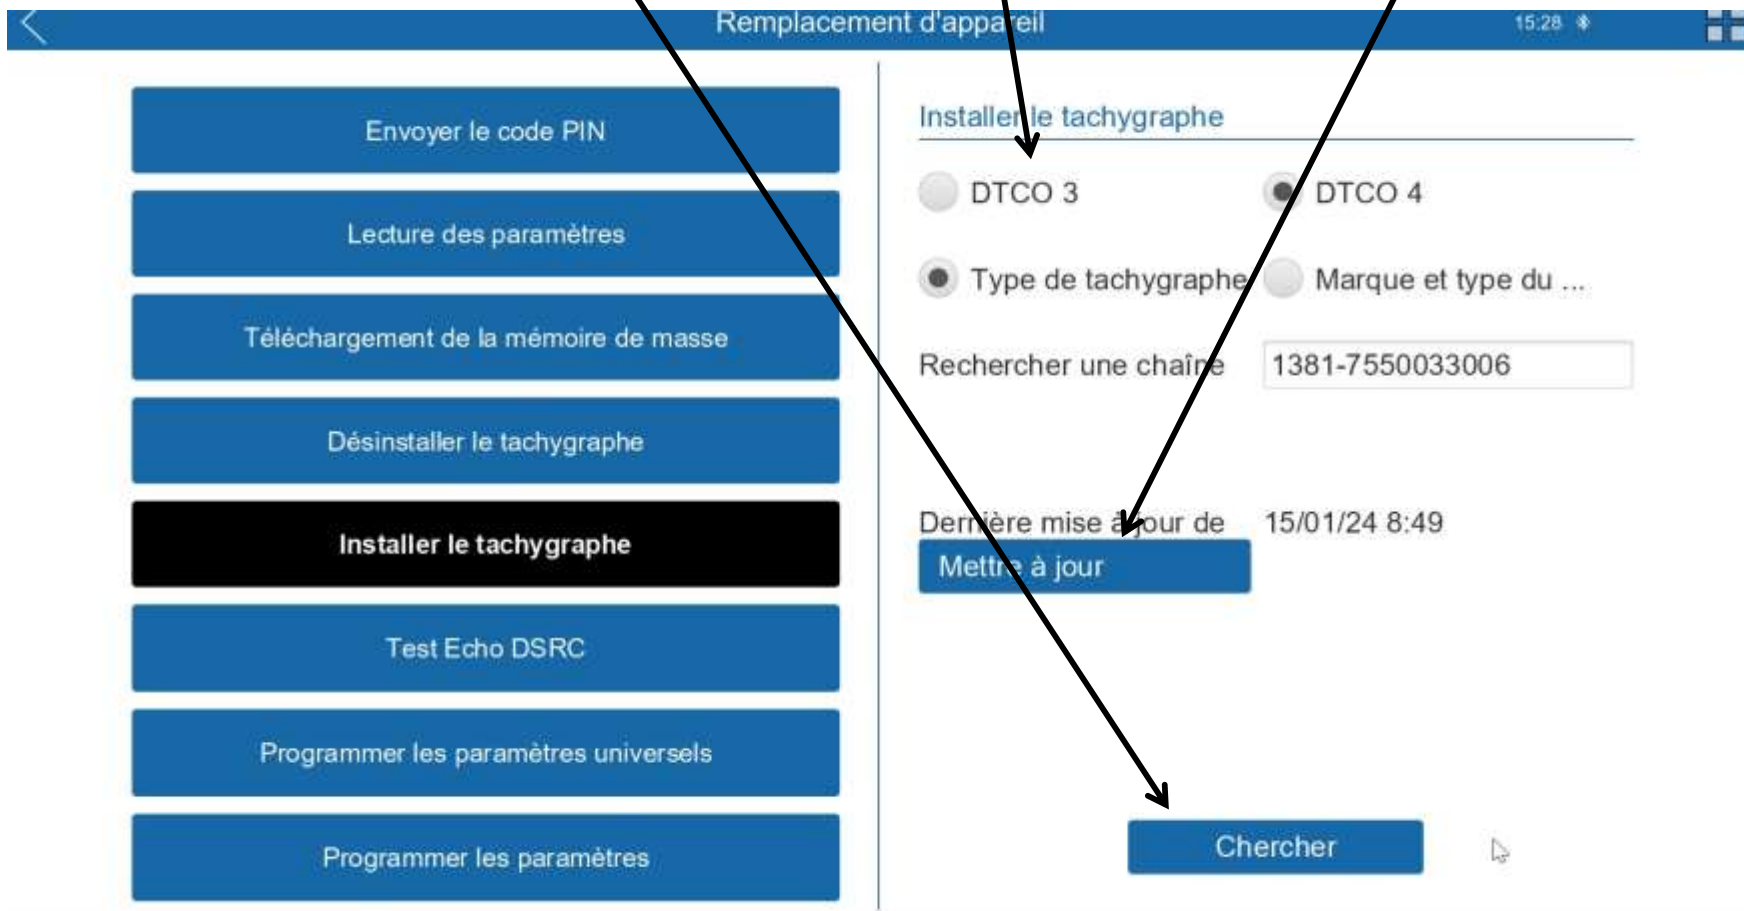 Remplacement d'appareil
15:28
Envoyer le code PIN
Lecture des paramètres
Téléchargement de la mémoire de masse
Désinstaller le tachygraphe
Installer le tachygraphe
Test Echo DSRC
Programmer les paramètres universels
Programmer les paramètres
Installer le tachygraphe
DTCO 3
DTCO 4
Type de tachygraphe
Marque et type du ...
Rechercher une chaîne
1381-7550033006
Dernière mise à jour de
15/01/24 8:49
Mettre à jour
Chercher